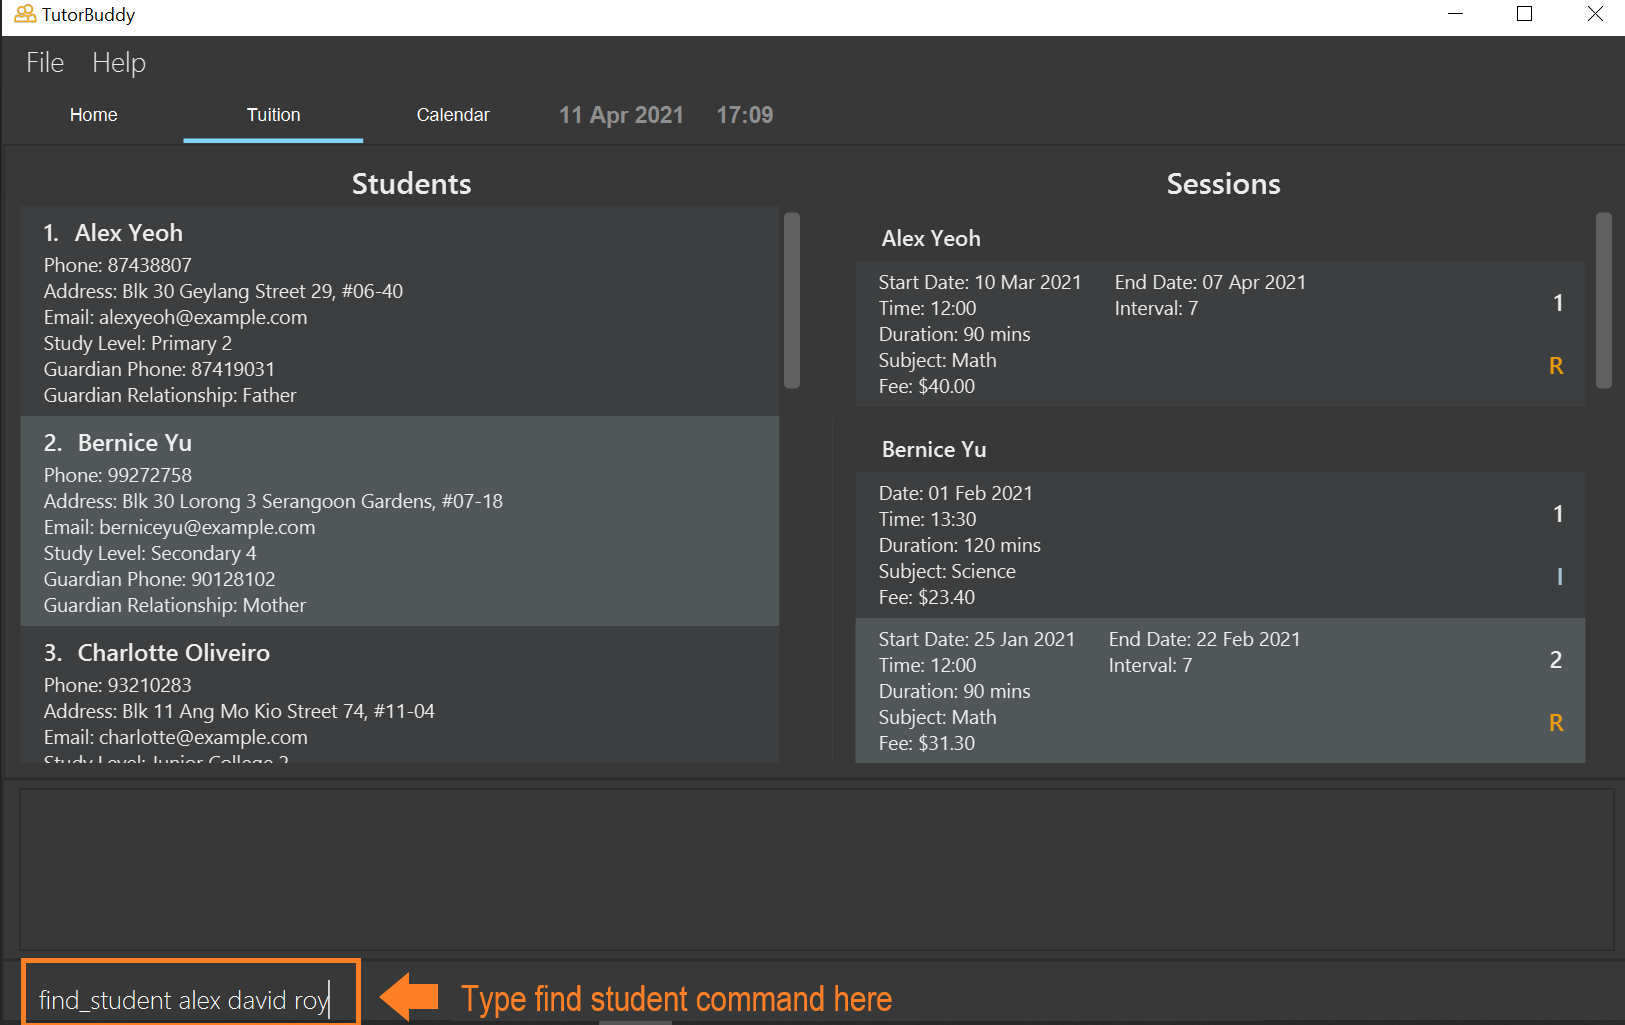 TutorBuddy
File Help
Home Tuition Calendar 11 Apr 2021 17:09
Students
1. Alex Yeoh
Phone: 87438807
Address: Blk 30 Geylang Street 29, #06-40
Email: alexyeoh@example.com
Study Level: Primary 2
Guardian Phone: 87419031
Guardian Relationship: Father
2. Bernice Yu
Phone: 99272758
Address: Blk 30 Lorong 3 Serangoon Gardens, #07-18
Email: berniceyu@example.com
Study Level: Secondary 4
Guardian Phone: 90128102
Guardian Relationship: Mother
3. Charlotte Oliveiro
Phone: 93210283
Address: Blk 11 Ang Mo Kio Street 74, #11-04
Email: charlotte@example.com
Study Level: Junior College 2
Sessions
Alex Yeoh
Start Date: 10 Mar 2021 End Date: 07 Apr 2021
Time: 12:00 Interval: 7
1
Duration: 90 mins
Subject: Math
R
Fee: $40.00
Bernice Yu
Date: 01 Feb 2021
Time: 13:30
1
Duration: 120 mins
Subject: Science
I
Fee: $23.40
Start Date: 25 Jan 2021 End Date: 22 Feb 2021
Time: 12:00 Interval: 7
2
Duration: 90 mins
Subject: Math
R
Fee: $31.30
find_student alex david roy
Type find student command here